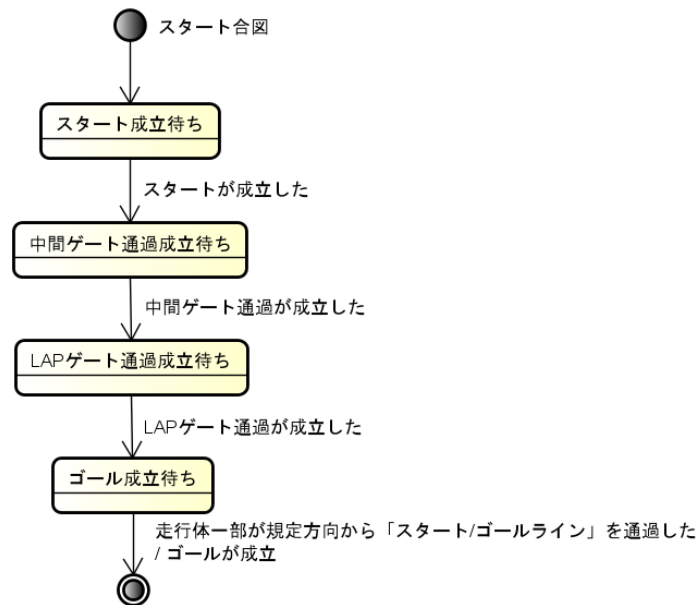 スタート合図
スタート成立待ち
スタートが成立した
中間ゲート通過成立待ち
中間ゲート通過が成立した
LAPゲート通過成立待ち
LAPゲート通過が成立した
ゴール成立待ち
走行体一部が規定方向から「スタート/ゴールライン」を通過した
/ ゴールが成立